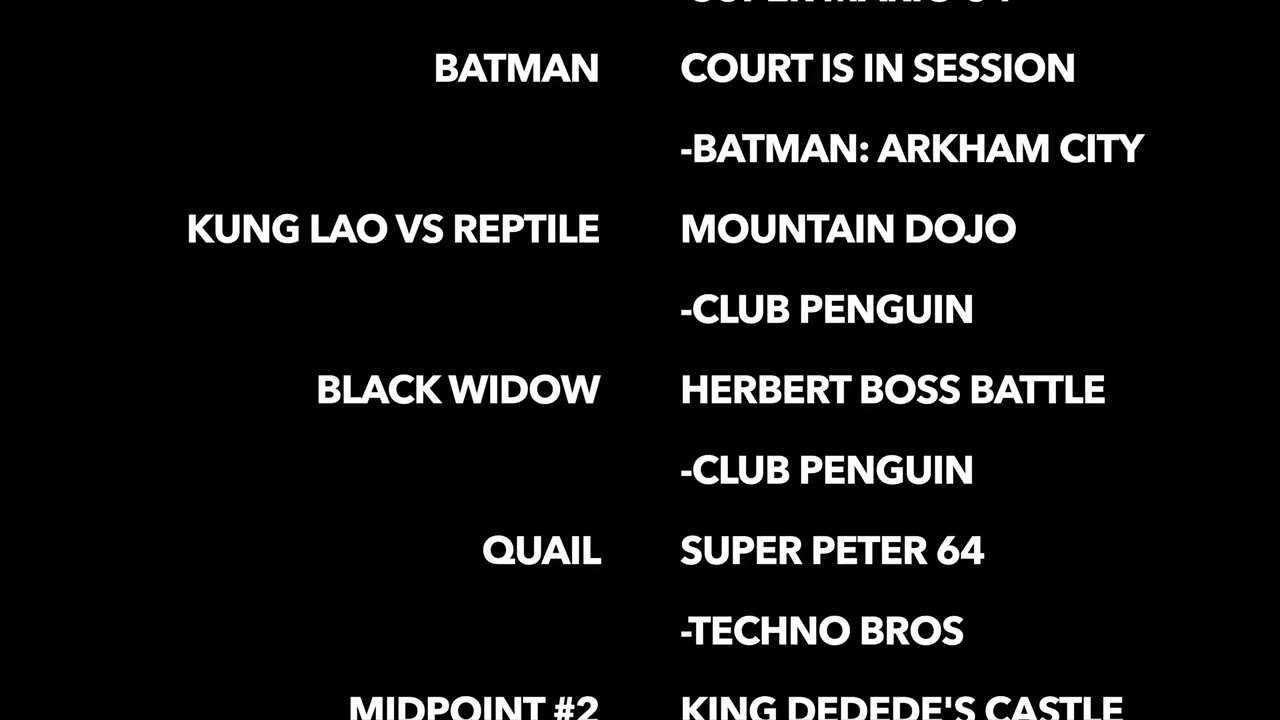 BATMAN COURT IS IN SESSION
-BATMAN: ARKHAM CITY
KUNG LAO VS REPTILE MOUNTAIN DOJO
-CLUB PENGUIN
BLACK WIDOW HERBERT BOSS BATTLE
-CLUB PENGUIN
QUAIL SUPER PETER 64
-TECHNO BROS
MIDPOINT #2 KING DEDEDE'S CASTLE